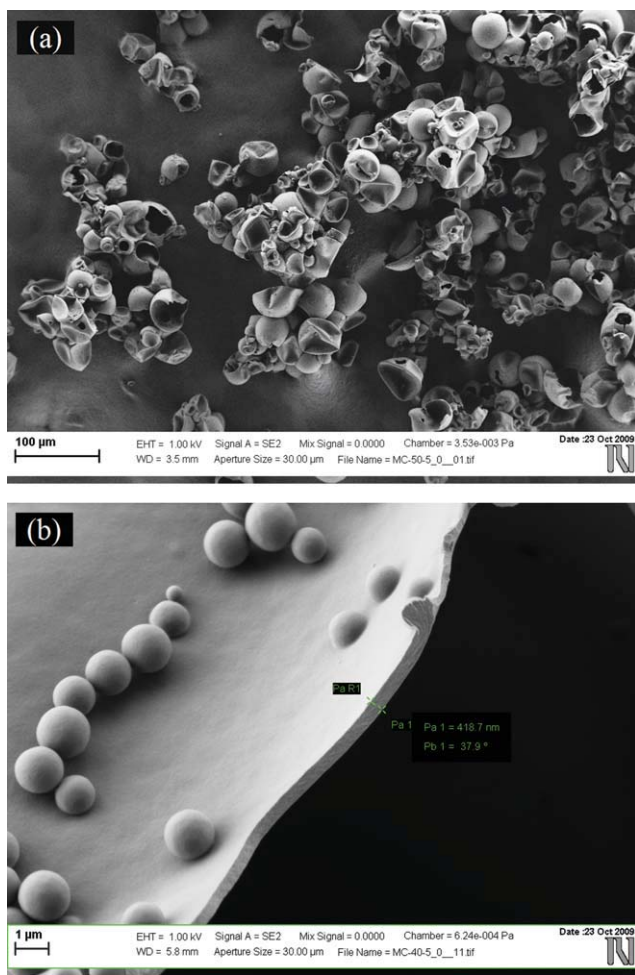 (a)
100 µm
EHT = 1.00 kV Signal A = SE2 Mix Signal = 0.0000 Chamber = 3.53e-003 Pa Date :23 Oct 2009
WD = 3.5 mm Aperture Size = 30.00 µm File Name = MC-50-5_0__01.tif
(b)
Pa R1
Pa 1
Pa 1 = 418.7 nm
Pb 1 = 37.9 °
1 µm
EHT = 1.00 kV Signal A = SE2 Mix Signal = 0.0000 Chamber = 6.24e-004 Pa Date :23 Oct 2009
WD = 5.8 mm Aperture Size = 30.00 µm File Name = MC-40-5_0__11.tif